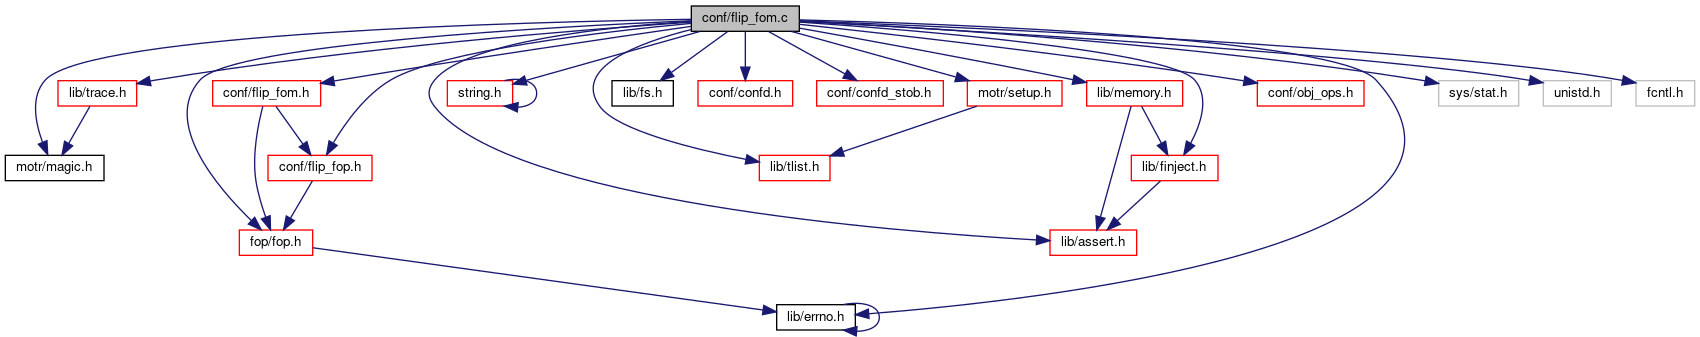 conf/flip_fom.c
lib/trace.h
conf/flip_fom.h
string.h
lib/fs.h
conf/confd.h
conf/confd_stob.h
motr/setup.h
lib/memory.h
conf/obj_ops.h
sys/stat.h
unistd.h
fcntl.h
motr/magic.h
conf/flip_fop.h
lib/tlist.h
lib/finject.h
fop/fop.h
lib/assert.h
lib/errno.h